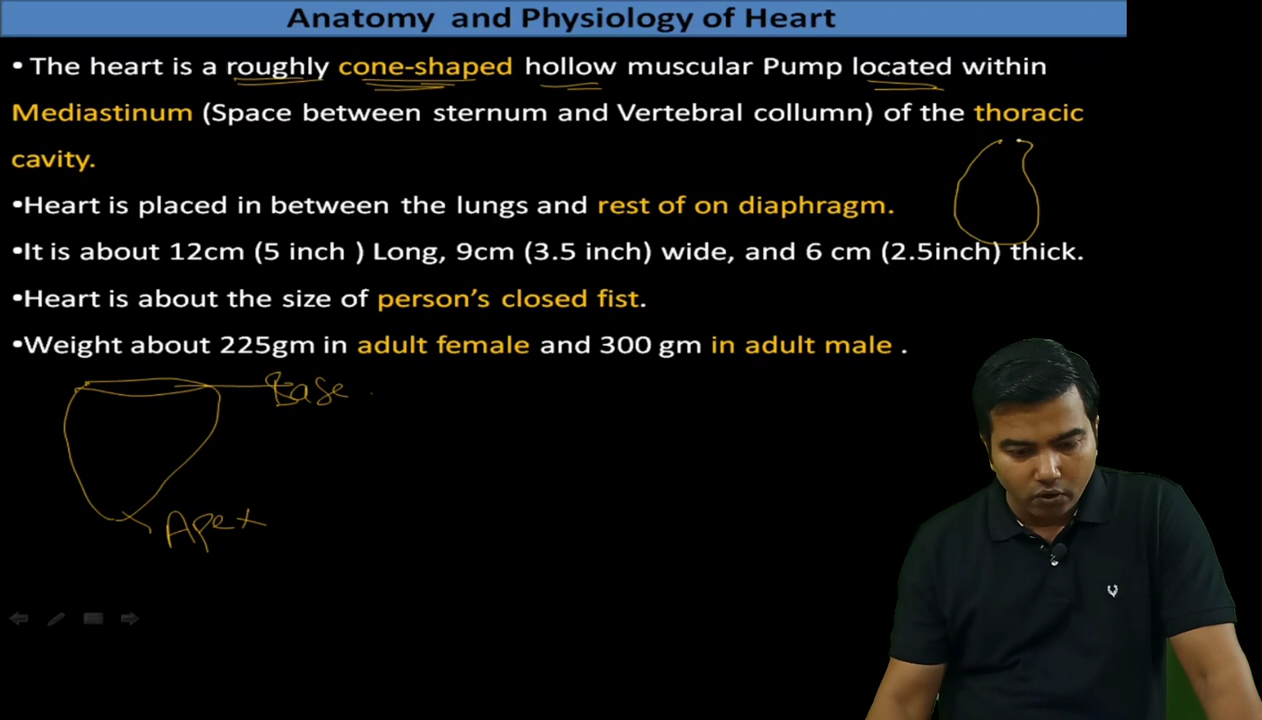 Anatomy and Physiology of Heart
• The heart is a roughly cone-shaped hollow muscular Pump located within
Mediastinum (Space between sternum and Vertebral collumn) of the thoracic
cavity.
•Heart is placed in between the lungs and rest of on diaphragm.
•It is about 12cm (5 inch ) Long, 9cm (3.5 inch) wide, and 6 cm (2.5inch) thick.
•Heart is about the size of person's closed fist.
•Weight about 225gm in adult female and 300 gm in adult male .
Base
Apex